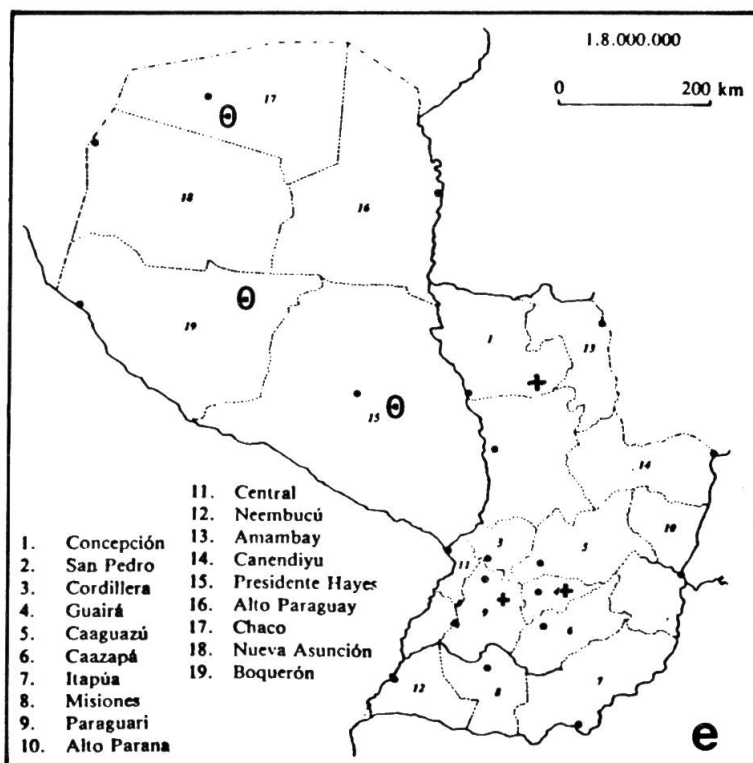 1.8.000.000
0 200 km
17
18
16
19
15
1
13
14
3
5
10
11
4
9
6
7
12
8
1. Concepción
2. San Pedro
3. Cordillera
4. Guairá
5. Caaguazú
6. Caazapá
7. Itapúa
8. Misiones
9. Paraguari
10. Alto Parana
11. Central
12. Neembucú
13. Amambay
14. Canendiyu
15. Presidente Hayes
16. Alto Paraguay
17. Chaco
18. Nueva Asunción
19. Boquerón
e